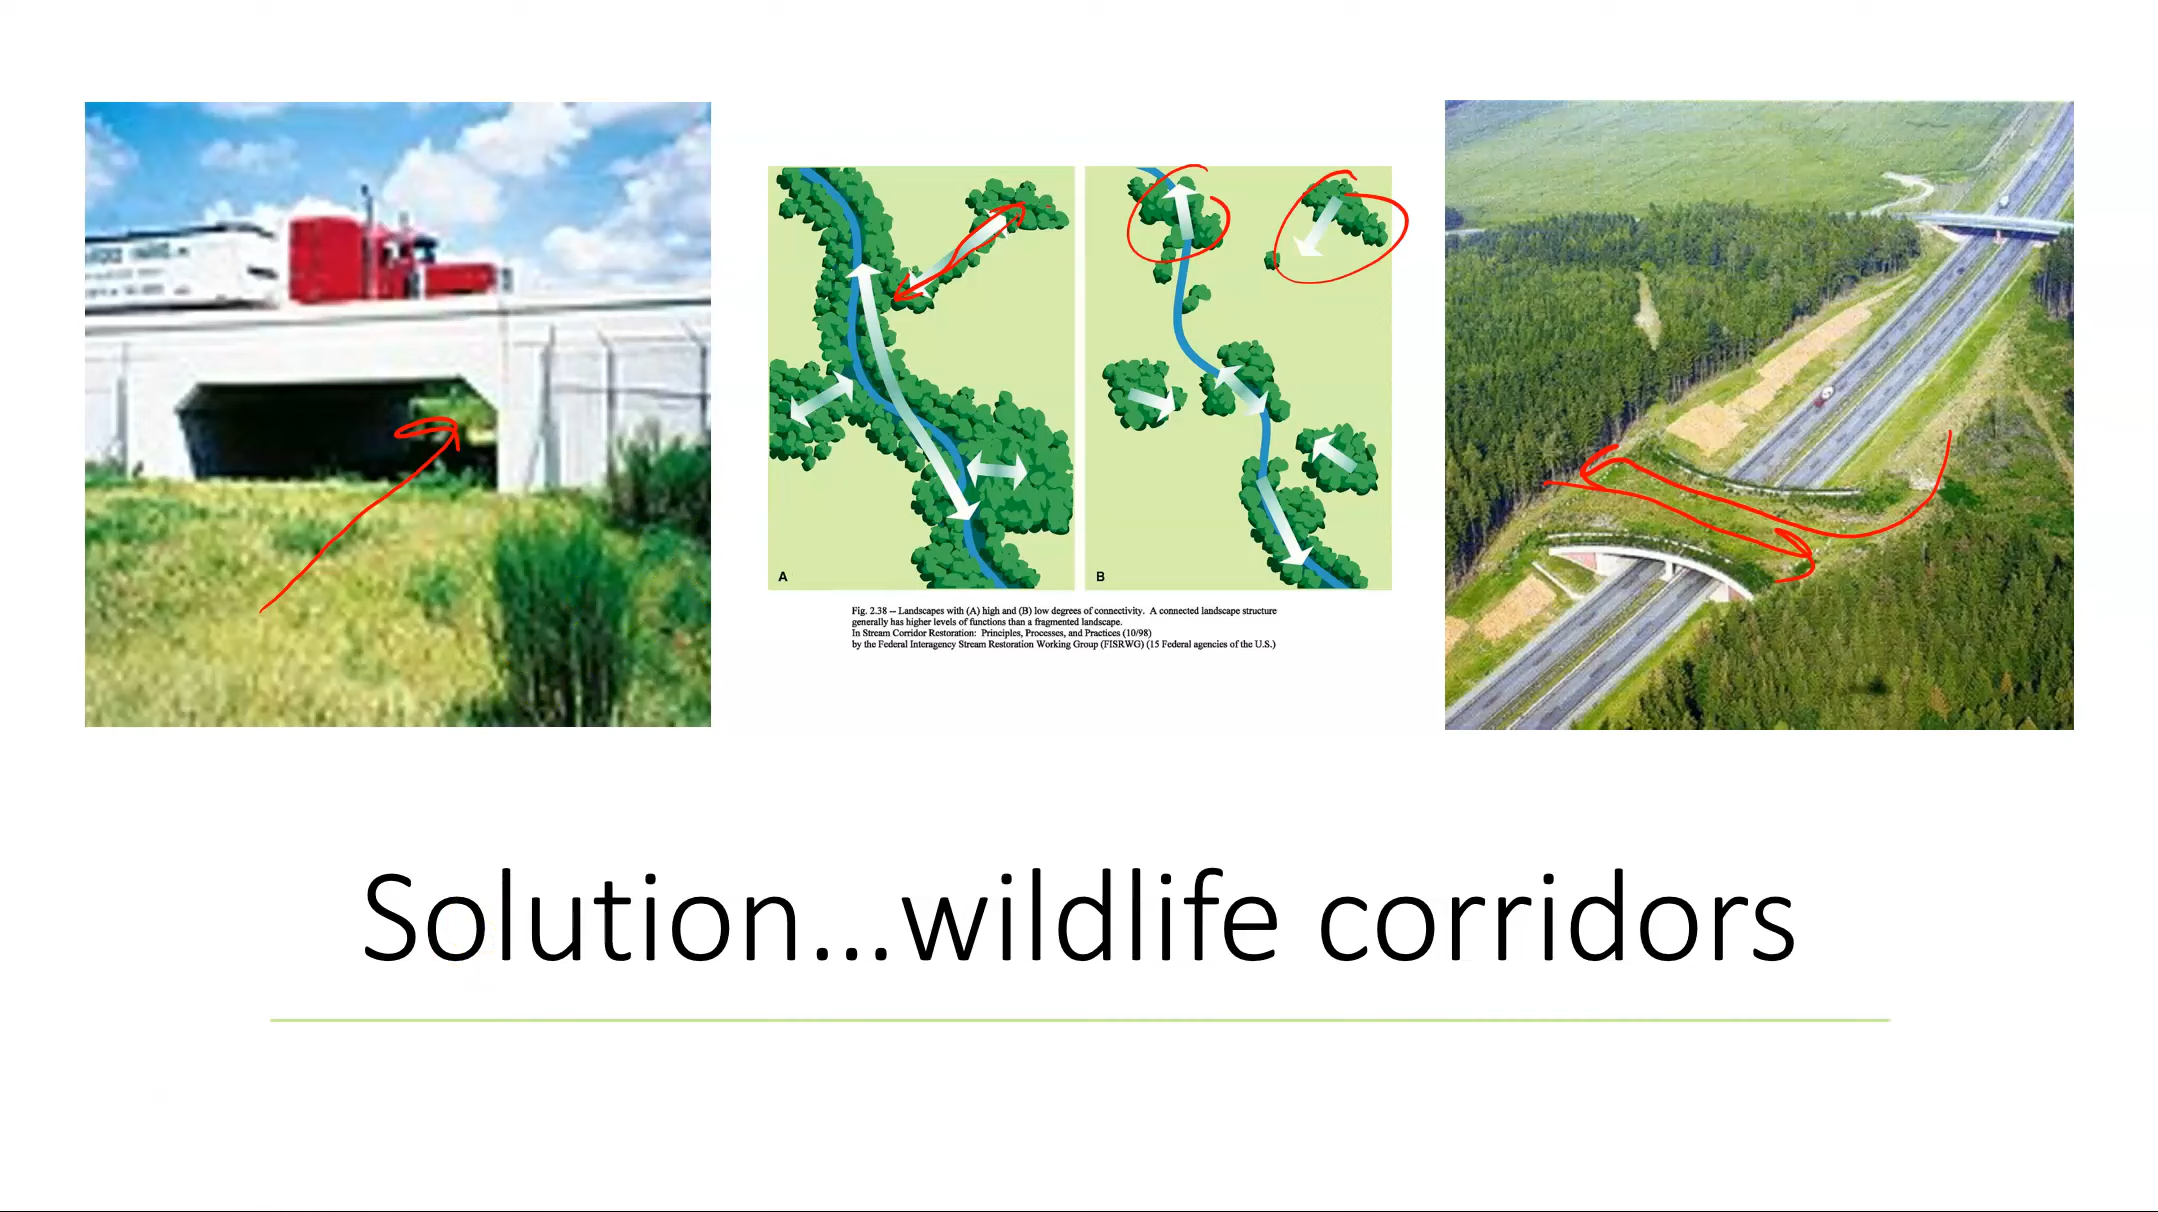 A
B
Fig. 2.38 -- Landscapes with (A) high and (B) low degrees of connectivity. A connected landscape structure
generally has higher levels of functions than a fragmented landscape.
In Stream Corridor Restoration: Principles, Processes, and Practices (10/98)
by the Federal Interagency Stream Restoration Working Group (FISRWG) (15 Federal agencies of the U.S.)
Solution...wildlife corridors